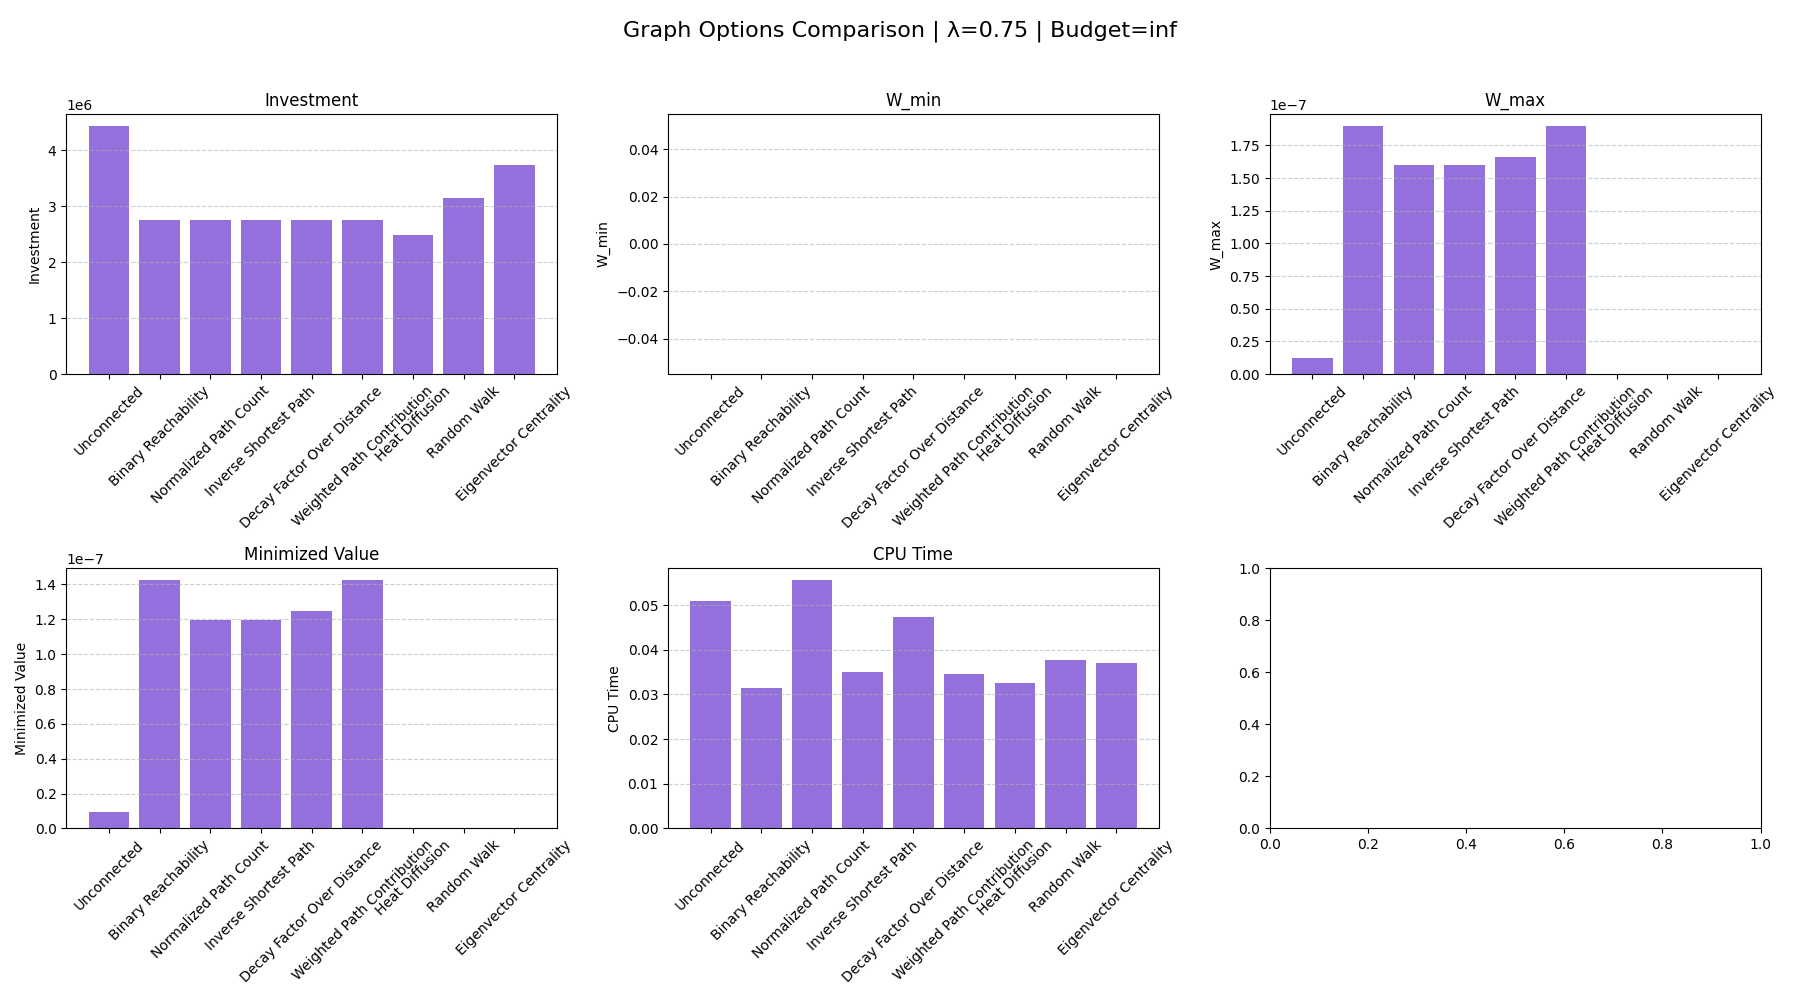 Graph Options Comparison | λ=0.75 | Budget=inf
Investment
1e6
Investment
4
3
2
1
0
Unconnected
Binary Reachability
Normalized Path Count
Inverse Shortest Path
Decay Factor Over Distance
Weighted Path Contribution
Heat Diffusion
Random Walk
Eigenvector Centrality
W_min
W_min
0.04
0.02
0.00
−0.02
−0.04
Unconnected
Binary Reachability
Normalized Path Count
Inverse Shortest Path
Decay Factor Over Distance
Weighted Path Contribution
Heat Diffusion
Random Walk
Eigenvector Centrality
W_max
1e−7
W_max
1.75
1.50
1.25
1.00
0.75
0.50
0.25
0.00
Unconnected
Binary Reachability
Normalized Path Count
Inverse Shortest Path
Decay Factor Over Distance
Weighted Path Contribution
Heat Diffusion
Random Walk
Eigenvector Centrality
Minimized Value
1e−7
Minimized Value
1.4
1.2
1.0
0.8
0.6
0.4
0.2
0.0
Unconnected
Binary Reachability
Normalized Path Count
Inverse Shortest Path
Decay Factor Over Distance
Weighted Path Contribution
Heat Diffusion
Random Walk
Eigenvector Centrality
CPU Time
CPU Time
0.05
0.04
0.03
0.02
0.01
0.00
Unconnected
Binary Reachability
Normalized Path Count
Inverse Shortest Path
Decay Factor Over Distance
Weighted Path Contribution
Heat Diffusion
Random Walk
Eigenvector Centrality
1.0
0.8
0.6
0.4
0.2
0.0
0.0 0.2 0.4 0.6 0.8 1.0